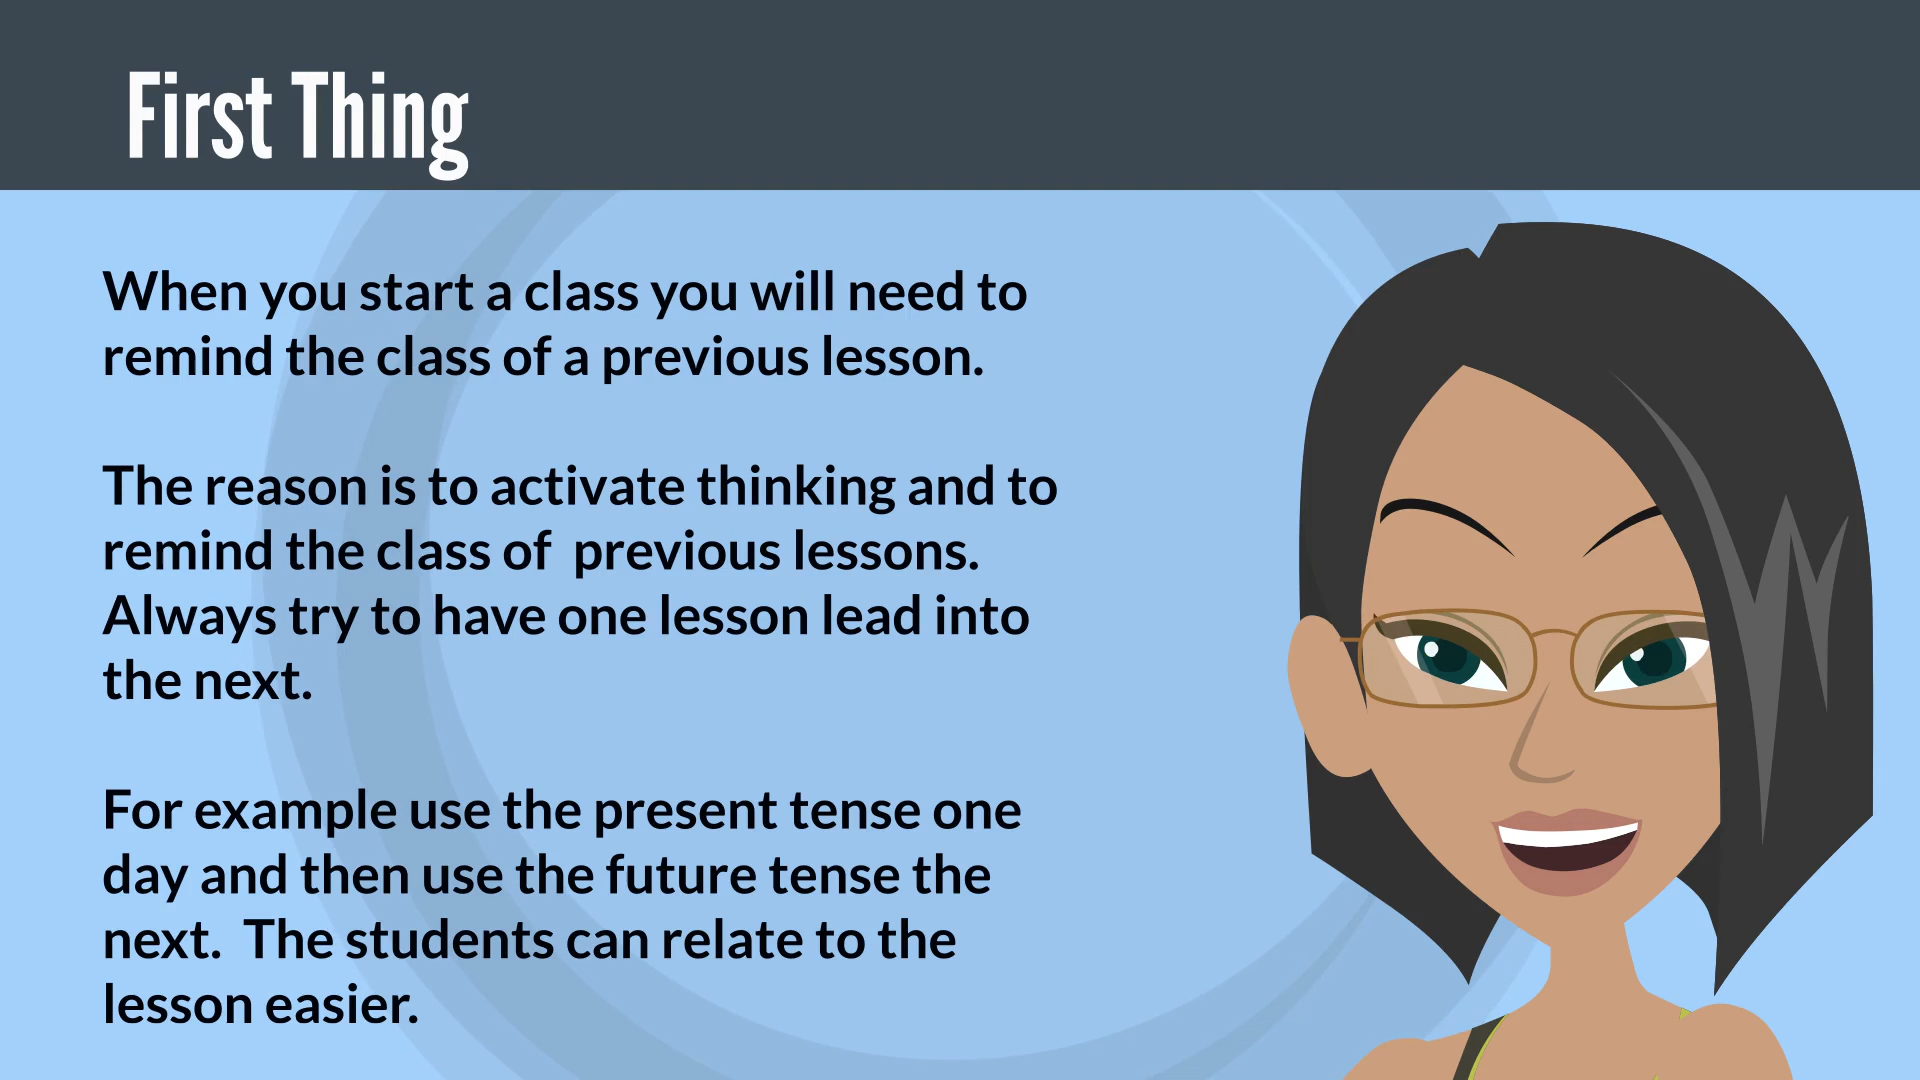 First Thing
When you start a class you will need to
remind the class of a previous lesson.
The reason is to activate thinking and to
remind the class of  previous lessons.
Always try to have one lesson lead into
the next.
For example use the present tense one
day and then use the future tense the
next.  The students can relate to the
lesson easier.